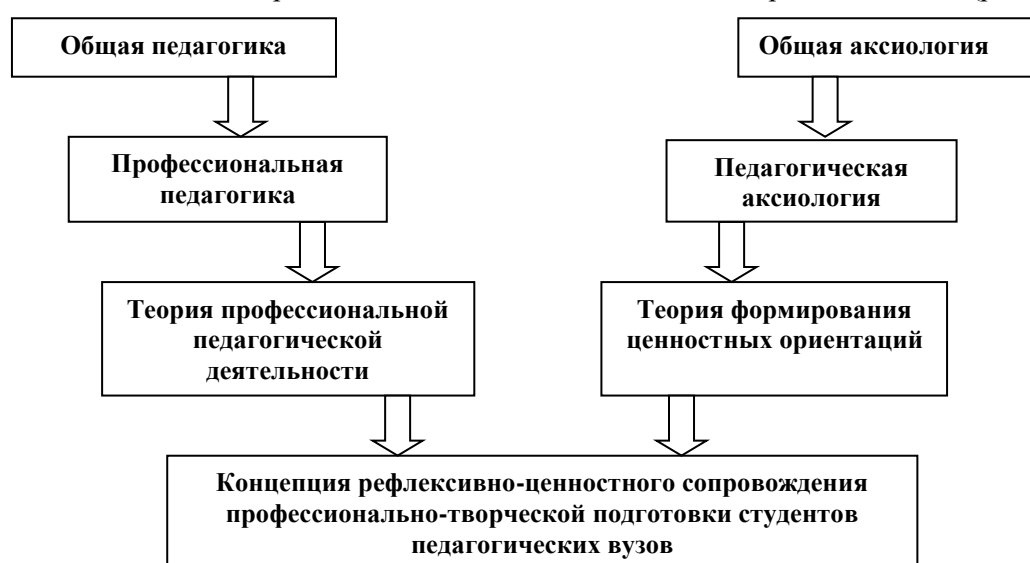 Общая педагогика
Общая аксиология
Профессиональная
педагогика
Педагогическая
аксиология
Теория профессиональной
педагогической
деятельности
Теория формирования
ценностных ориентаций
Концепция рефлексивно-ценностного сопровождения
профессионально-творческой подготовки студентов
педагогических вузов